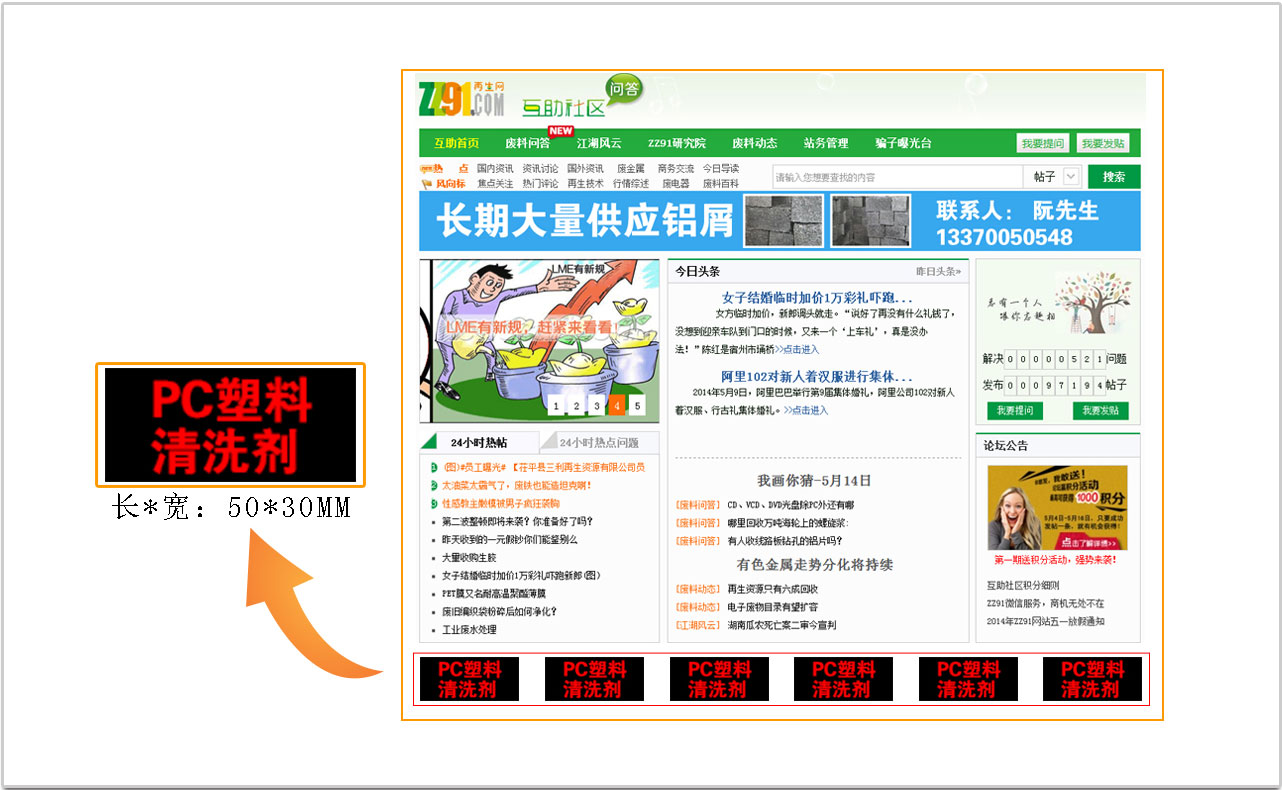 ZZ91.COM 再生网
互助社区 问答
互助首页 废料问答 NEW 江湖风云 ZZ91研究院 废料动态 站务管理 骗子曝光台 我要提问 我要发贴
热 点 国内资讯 资讯讨论 国外资讯 废金属 商务交流 今日导读
风向标 焦点关注 热门评论 再生技术 行情综述 废电器 废料百科
请输入您想要查找的内容 帖子 搜索
长期大量供应铝屑 联系人： 阮先生
13370050548
LME有新规
LME有新规，赶紧来看看！
1 2 3 4 5
24小时热帖 24小时热点问题
(图)#员工曝光# 【茌平县三利再生资源有限公司员
太油菜太霸气了，废铁也能造坦克啊！
性感教主嫩模被男子疯狂袭胸
第二波整顿即将来袭？你准备好了吗？
昨天收到的一元假钞你们能鉴别么
大量收购生胶
女子结婚临时加价1万彩礼吓跑新郎(图)
PET膜又名耐高温聚酯薄膜
废旧编织袋粉碎后如何净化？
工业废水处理
今日头条 昨日头条»
女子结婚临时加价1万彩礼吓跑...
女方临时加价，新郎调头就走。“说好了再没有什么礼钱了，
没想到迎亲车队到门口的时候，又来一个‘上车礼’，真是没办
法！”陈红是宿州市埇桥>>点击进入
阿里102对新人着汉服进行集体...
2014年5月9日，阿里巴巴举行第9届集体婚礼，阿里公司102对新人
着汉服、行古礼集体婚礼。>>点击进入
我画你猜—5月14日
[废料问答] CD、VCD、DVD光盘除PC外还有哪
[废料问答] 哪里回收万吨海轮上的螺旋浆:
[废料问答] 有人收线路板钻孔的铝片吗？
有色金属走势分化将持续
[废料动态] 再生资源只有六成回收
[废料动态] 电子废物目录有望扩容
[江湖风云] 湖南瓜农死亡案二审今宣判
总有一个人
跟你志趣相
解决 0 0 0 0 0 5 2 1 问题
发布 0 0 0 9 7 1 9 4 帖子
我要提问 我要发贴
论坛公告
1000积分
点击了解详感>>
第一期送积分活动，强势来袭！
互助社区积分细则
ZZ91微信服务，商机无处不在
2014年ZZ91网站五一放假通知
PC塑料
清洗剂
长*宽：50*30MM
PC塑料 PC塑料 PC塑料 PC塑料 PC塑料 PC塑料
清洗剂 清洗剂 清洗剂 清洗剂 清洗剂 清洗剂